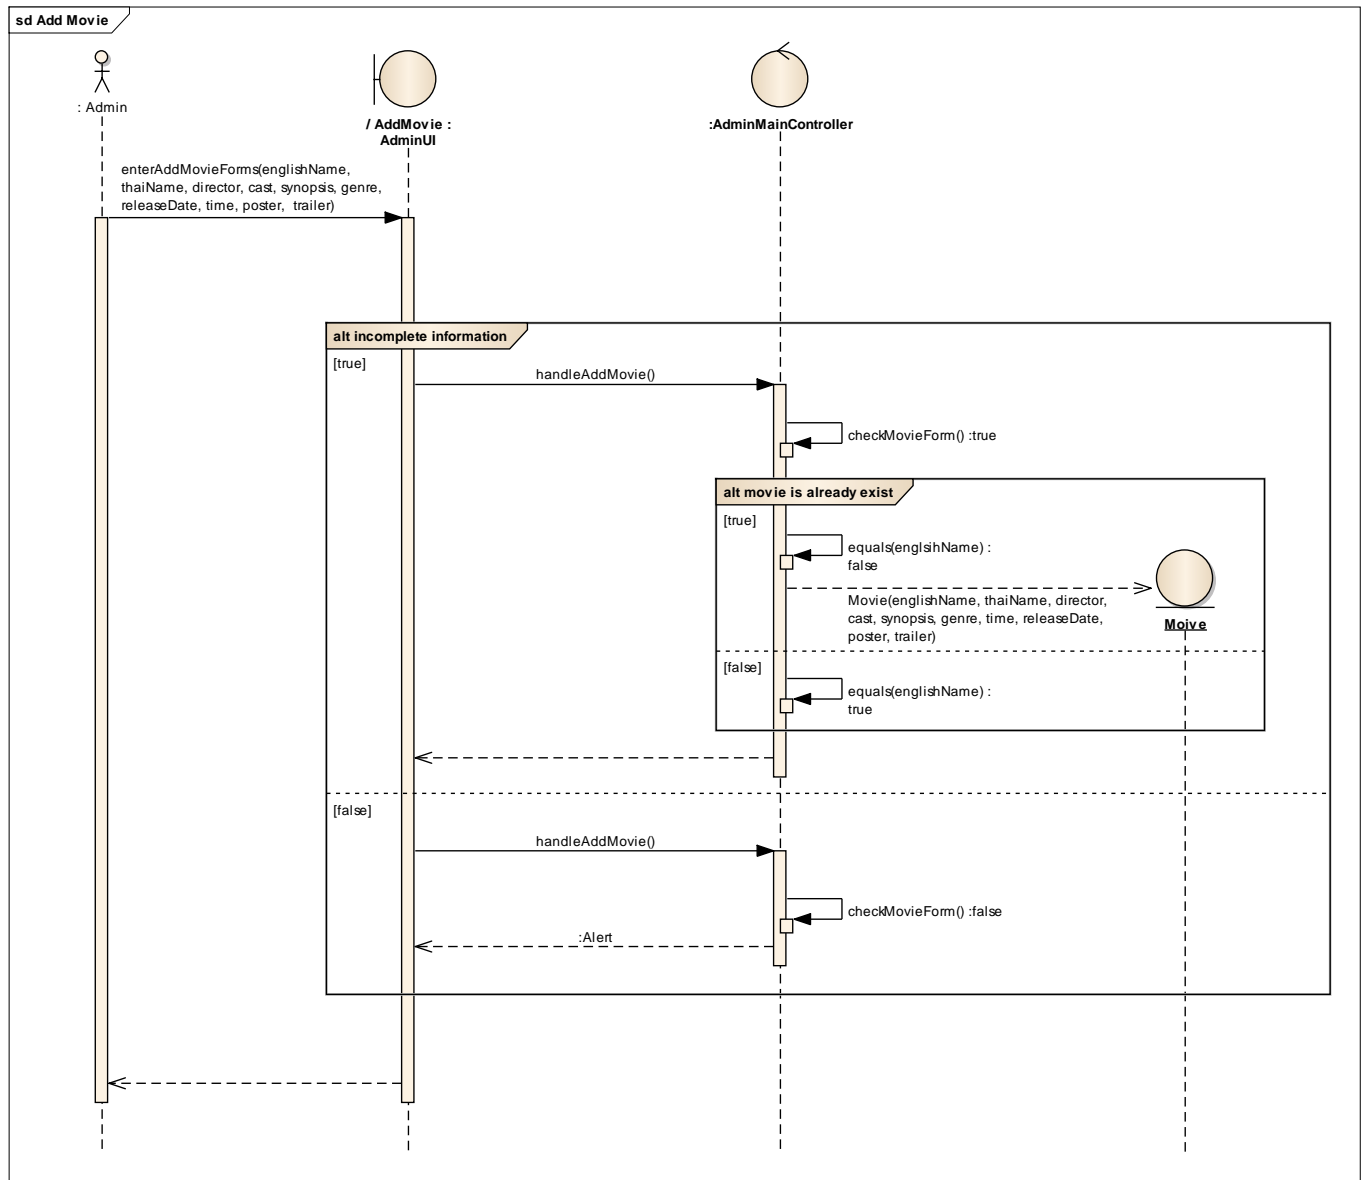 sd Add Movie
: Admin
/ AddMovie :
AdminUI
:AdminMainController
enterAddMovieForms(englishName,
thaiName, director, cast, synopsis, genre,
releaseDate, time, poster, trailer)
alt incomplete information
[true]
handleAddMovie()
checkMovieForm() :true
alt movie is already exist
[true]
equals(englsihName) :
false
Movie(englishName, thaiName, director,
cast, synopsis, genre, time, releaseDate,
poster, trailer)
Moive
[false]
equals(englishName) :
true
[false]
handleAddMovie()
checkMovieForm() :false
:Alert